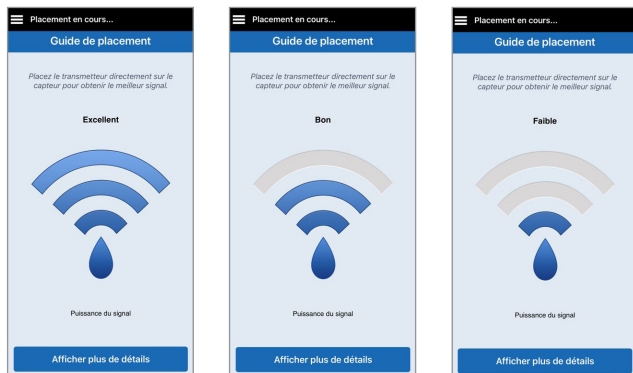 Placement en cours...
Guide de placement
Placez le transmetteur directement sur le
capteur pour obtenir le meilleur signal.
Excellent
Puissance du signal
Afficher plus de détails
Placement en cours...
Guide de placement
Placez le transmetteur directement sur le
capteur pour obtenir le meilleur signal.
Bon
Puissance du signal
Afficher plus de détails
Placement en cours...
Guide de placement
Placez le transmetteur directement sur le
capteur pour obtenir le meilleur signal.
Faible
Puissance du signal
Afficher plus de détails